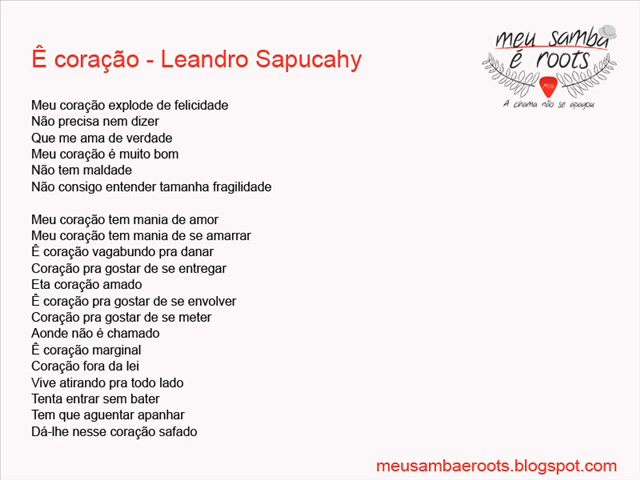 Ê coração - Leandro Sapucahy
meu samba
é roots
A chama não se apagou
Meu coração explode de felicidade
Não precisa nem dizer
Que me ama de verdade
Meu coração é muito bom
Não tem maldade
Não consigo entender tamanha fragilidade
Meu coração tem mania de amor
Meu coração tem mania de se amarrar
Ê coração vagabundo pra danar
Coração pra gostar de se entregar
Eta coração amado
Ê coração pra gostar de se envolver
Coração pra gostar de se meter
Aonde não é chamado
Ê coração marginal
Coração fora da lei
Vive atirando pra todo lado
Tenta entrar sem bater
Tem que aguentar apanhar
Dá-lhe nesse coração safado
meusambaeroots.blogspot.com